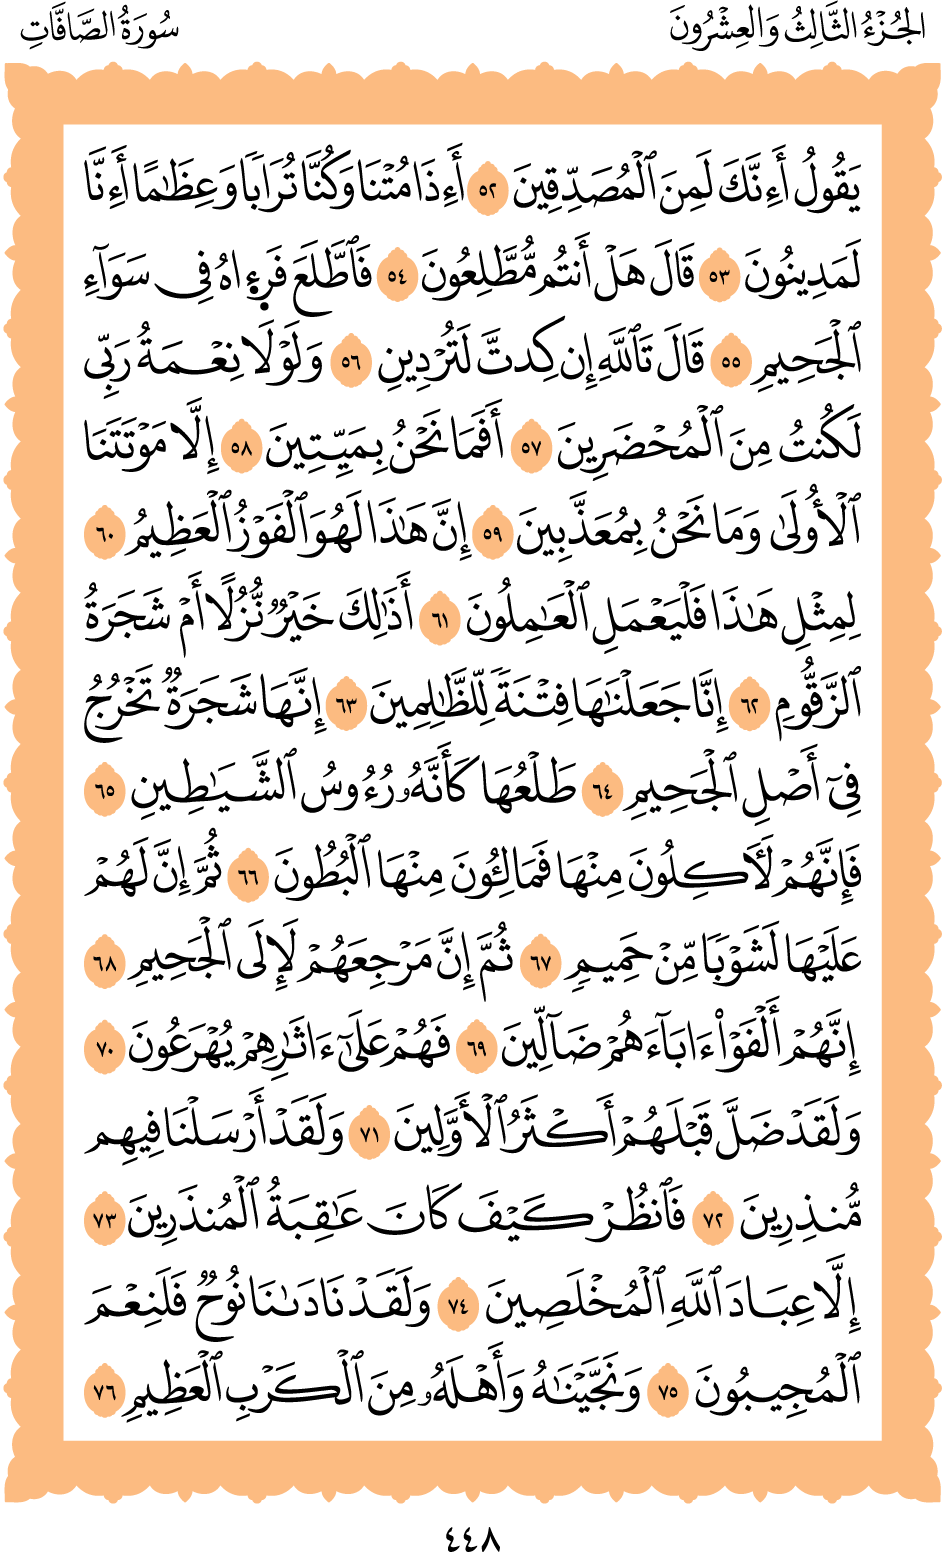 الجُزْءُ الثَّالِثُ وَالعِشْرُونَ
سُورَةُ الصَّافَّاتِ
يَقُولُ أَءِنَّكَ لَمِنَ ٱلْمُصَدِّقِينَ ٥٢ أَءِذَا مُتْنَا وَكُنَّا تُرَابًا وَعِظَٰمًا أَءِنَّا
لَمَدِينُونَ ٥٣ قَالَ هَلْ أَنتُم مُّطَّلِعُونَ ٥٤ فَٱطَّلَعَ فَرَءَاهُ فِى سَوَآءِ
ٱلْجَحِيمِ ٥٥ قَالَ تَٱللَّهِ إِن كِدتَّ لَتُرْدِينِ ٥٦ وَلَوْلَا نِعْمَةُ رَبِّى
لَكُنتُ مِنَ ٱلْمُحْضَرِينَ ٥٧ أَفَمَا نَحْنُ بِمَيِّتِينَ ٥٨ إِلَّا مَوْتَتَنَا
ٱلْأُولَىٰ وَمَا نَحْنُ بِمُعَذَّبِينَ ٥٩ إِنَّ هَٰذَا لَهُوَ ٱلْفَوْزُ ٱلْعَظِيمُ ٦٠
لِمِثْلِ هَٰذَا فَلْيَعْمَلِ ٱلْعَٰمِلُونَ ٦١ أَذَٰلِكَ خَيْرٌ نُّزُلًا أَمْ شَجَرَةُ
ٱلزَّقُّومِ ٦٢ إِنَّا جَعَلْنَٰهَا فِتْنَةً لِّلظَّٰلِمِينَ ٦٣ إِنَّهَا شَجَرَةٌ تَخْرُجُ
فِىٓ أَصْلِ ٱلْجَحِيمِ ٦٤ طَلْعُهَا كَأَنَّهُۥ رُءُوسُ ٱلشَّيَٰطِينِ ٦٥
فَإِنَّهُمْ لَءَاكِلُونَ مِنْهَا فَمَالِـُٔونَ مِنْهَا ٱلْبُطُونَ ٦٦ ثُمَّ إِنَّ لَهُمْ
عَلَيْهَا لَشَوْبًا مِّنْ حَمِيمٍ ٦٧ ثُمَّ إِنَّ مَرْجِعَهُمْ لَإِلَى ٱلْجَحِيمِ ٦٨
إِنَّهُمْ أَلْفَوْا۟ ءَابَآءَهُمْ ضَآلِّينَ ٦٩ فَهُمْ عَلَىٰٓ ءَاثَٰرِهِمْ يُهْرَعُونَ ٧٠
وَلَقَدْ ضَلَّ قَبْلَهُمْ أَكْثَرُ ٱلْأَوَّلِينَ ٧١ وَلَقَدْ أَرْسَلْنَا فِيهِم
مُّنذِرِينَ ٧٢ فَٱنظُرْ كَيْفَ كَانَ عَٰقِبَةُ ٱلْمُنذَرِينَ ٧٣
إِلَّا عِبَادَ ٱللَّهِ ٱلْمُخْلَصِينَ ٧٤ وَلَقَدْ نَادَىٰنَا نُوحٌ فَلَنِعْمَ
ٱلْمُجِيبُونَ ٧٥ وَنَجَّيْنَٰهُ وَأَهْلَهُۥ مِنَ ٱلْكَرْبِ ٱلْعَظِيمِ ٧٦
٤٤٨